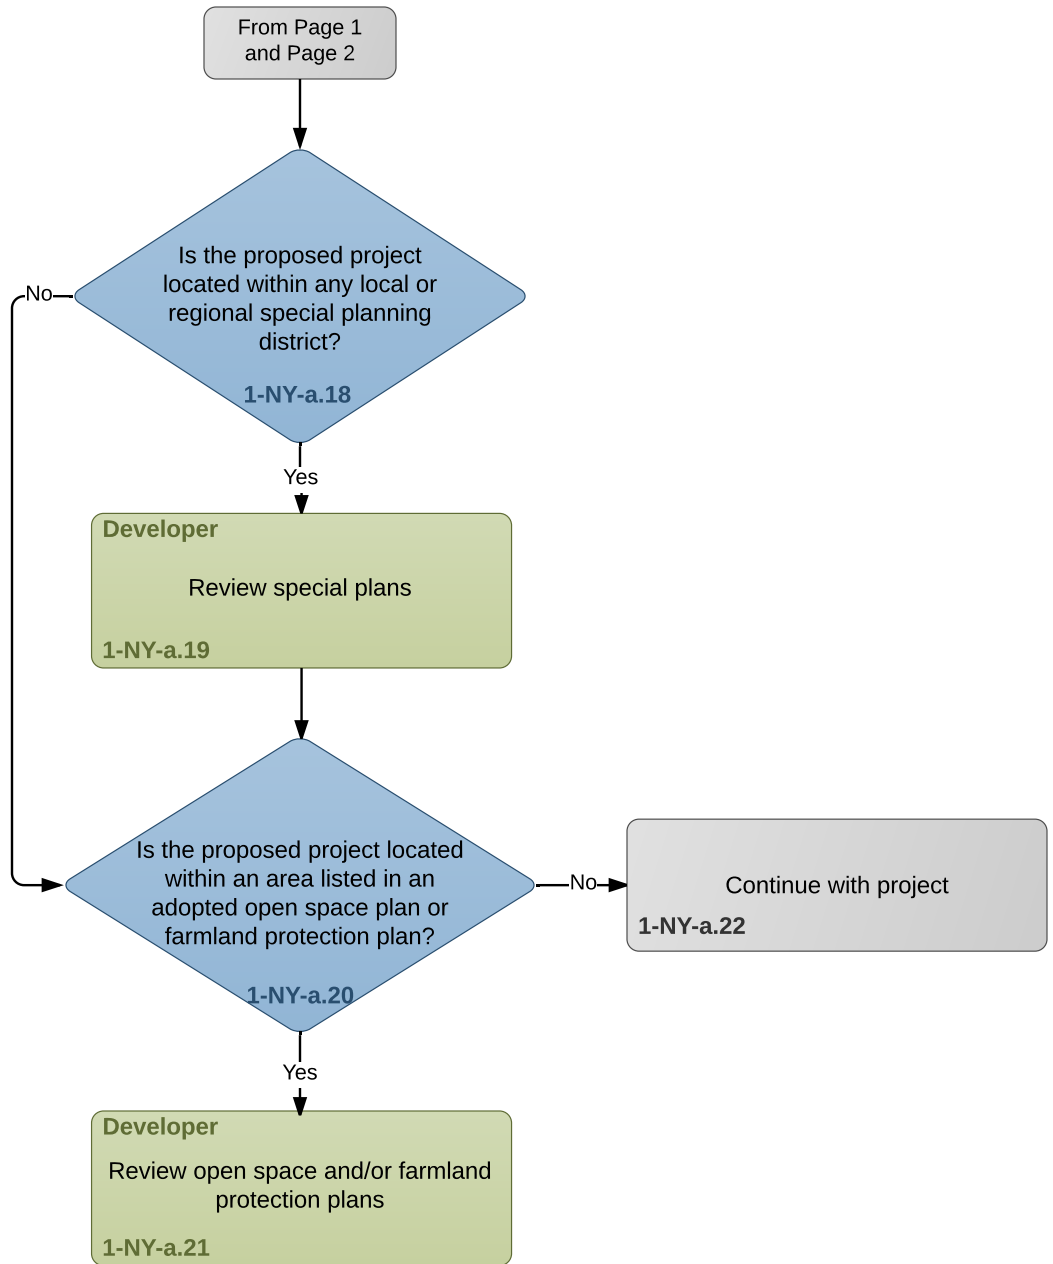 From Page 1
and Page 2
Is the proposed project
located within any local or
regional special planning
district?
1-NY-a.18
No
Yes
Developer
Review special plans
1-NY-a.19
Is the proposed project located
within an area listed in an
adopted open space plan or
farmland protection plan?
1-NY-a.20
No
Continue with project
1-NY-a.22
Yes
Developer
Review open space and/or farmland
protection plans
1-NY-a.21